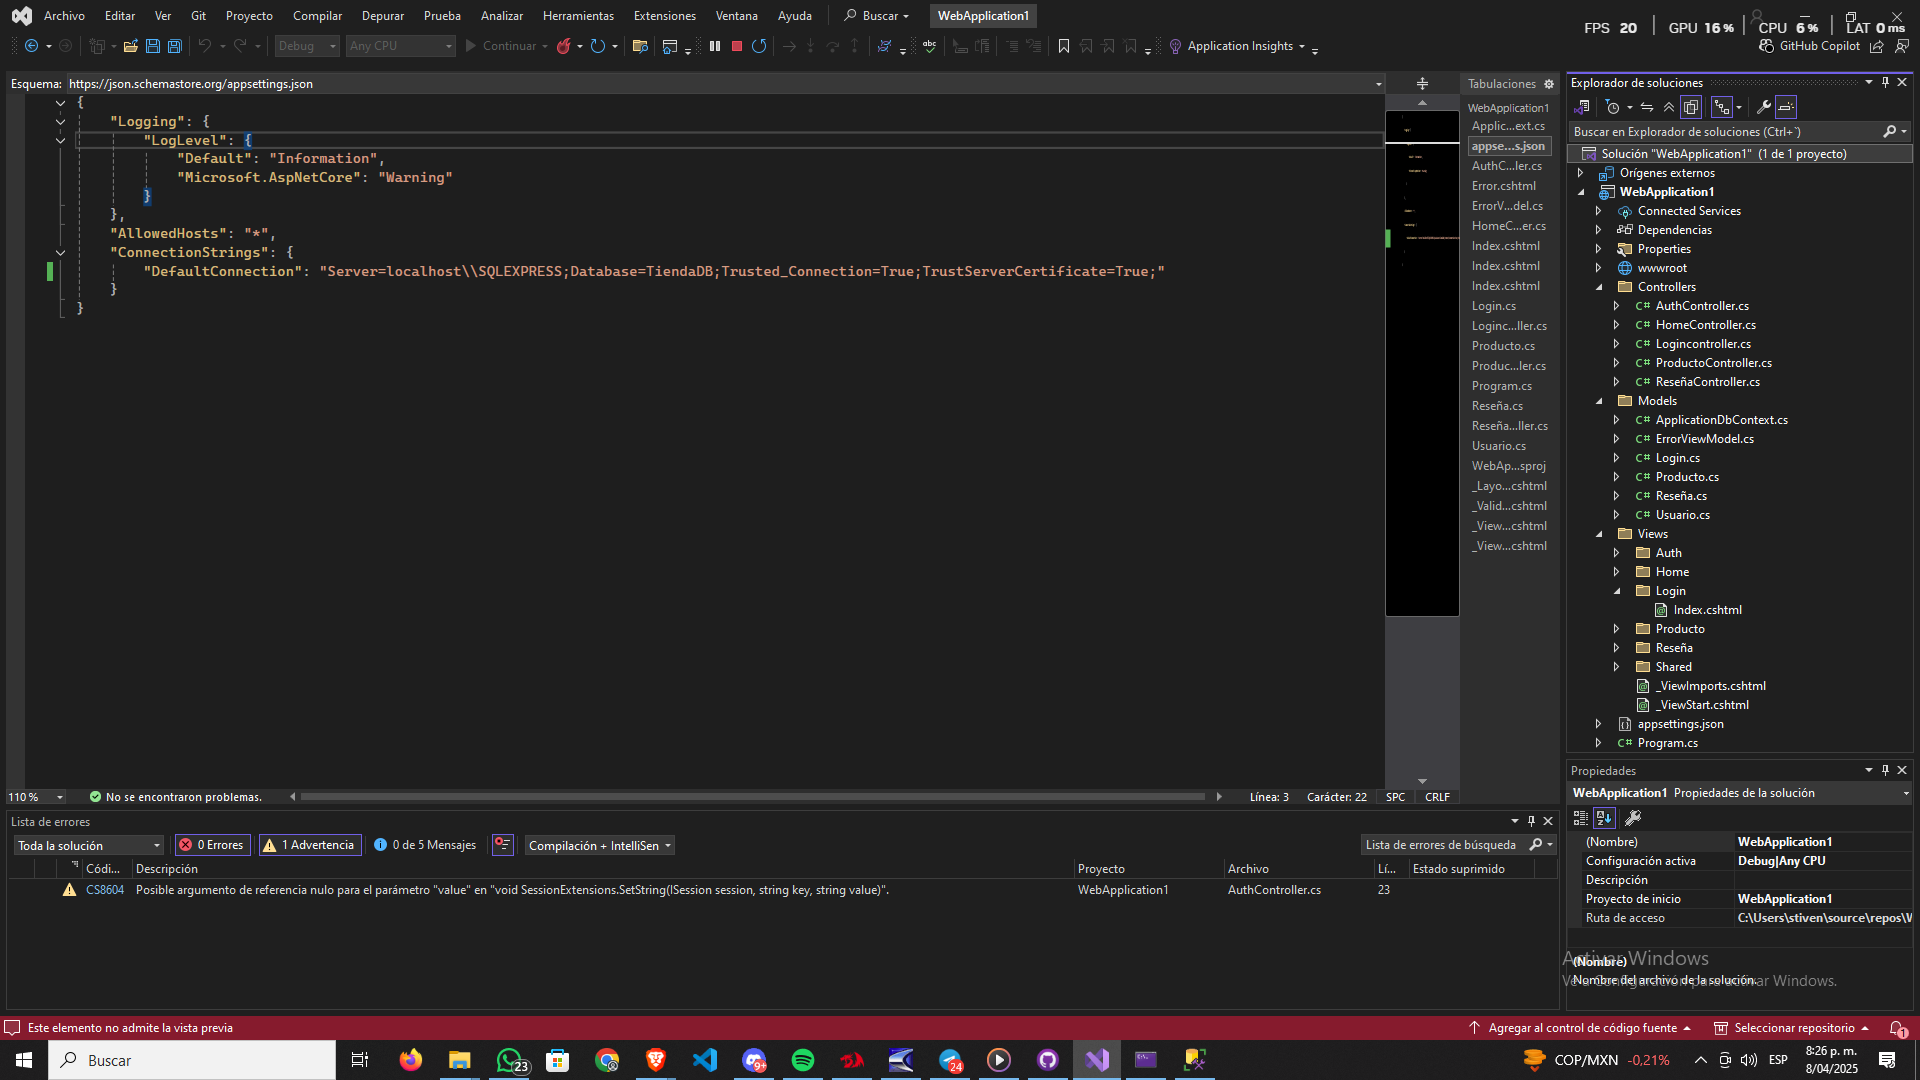 Archivo Editar Ver Git Proyecto Compilar Depurar Prueba Analizar Herramientas Extensiones Ventana Ayuda Buscar WebApplication1
FPS 20 GPU 16 % CPU 6 % LAT 0 ms
Debug Any CPU Continuar Application Insights GitHub Copilot
Esquema: https://json.schemastore.org/appsettings.json
{
"Logging": {
"LogLevel": {
"Default": "Information",
"Microsoft.AspNetCore": "Warning"
}
},
"AllowedHosts": "*",
"ConnectionStrings": {
"DefaultConnection": "Server=localhost\\SQLEXPRESS;Database=TiendaDB;Trusted_Connection=True;TrustServerCertificate=True;"
}
}
110 % No se encontraron problemas. Línea: 3 Carácter: 22 SPC CRLF
Tabulaciones
WebApplication1
Applic...ext.cs
appse...s.json
AuthC...ler.cs
Error.cshtml
ErrorV...del.cs
HomeC...er.cs
Index.cshtml
Index.cshtml
Index.cshtml
Login.cs
Loginc...ller.cs
Producto.cs
Produc...ler.cs
Program.cs
Reseña.cs
Reseña...ller.cs
Usuario.cs
WebAp...sproj
_Layo...cshtml
_Valid...cshtml
_View...cshtml
_View...cshtml
Explorador de soluciones
Buscar en Explorador de soluciones (Ctrl+`)
Solución "WebApplication1" (1 de 1 proyecto)
Orígenes externos
WebApplication1
Connected Services
Dependencias
Properties
wwwroot
Controllers
C# AuthController.cs
C# HomeController.cs
C# Logincontroller.cs
C# ProductoController.cs
C# ReseñaController.cs
Models
C# ApplicationDbContext.cs
C# ErrorViewModel.cs
C# Login.cs
C# Producto.cs
C# Reseña.cs
C# Usuario.cs
Views
Auth
Home
Login
Index.cshtml
Producto
Reseña
Shared
_ViewImports.cshtml
_ViewStart.cshtml
appsettings.json
C# Program.cs
Propiedades
WebApplication1 Propiedades de la solución
(Nombre) WebApplication1
Configuración activa Debug|Any CPU
Descripción
Proyecto de inicio WebApplication1
Ruta de acceso C:\Users\stiven\source\repos\W
(Nombre)
Nombre del archivo de la solución.
Activar Windows
Ve a Configuración para activar Windows.
Lista de errores
Toda la solución 0 Errores 1 Advertencia 0 de 5 Mensajes Compilación + IntelliSen Lista de errores de búsqueda
Códi... Descripción Proyecto Archivo Lí... Estado suprimido
CS8604 Posible argumento de referencia nulo para el parámetro "value" en "void SessionExtensions.SetString(ISession session, string key, string value)". WebApplication1 AuthController.cs 23
Este elemento no admite la vista previa Agregar al control de código fuente Seleccionar repositorio 1
Buscar 23 9+ 24 COP/MXN -0,21% ESP 8:26 p. m.
8/04/2025